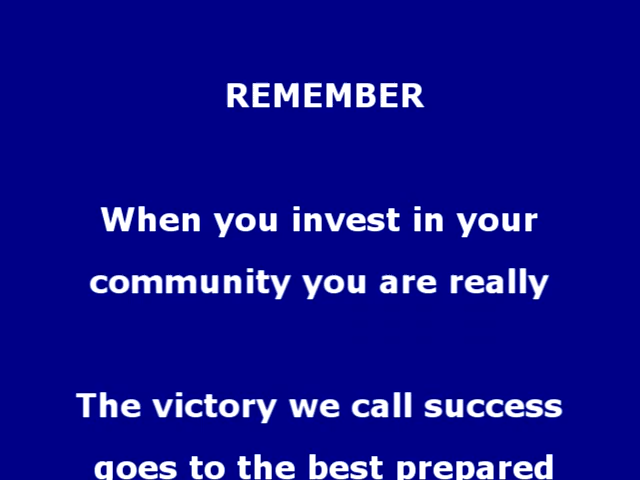 REMEMBER
When you invest in your
community you are really
The victory we call success
goes to the best prepared